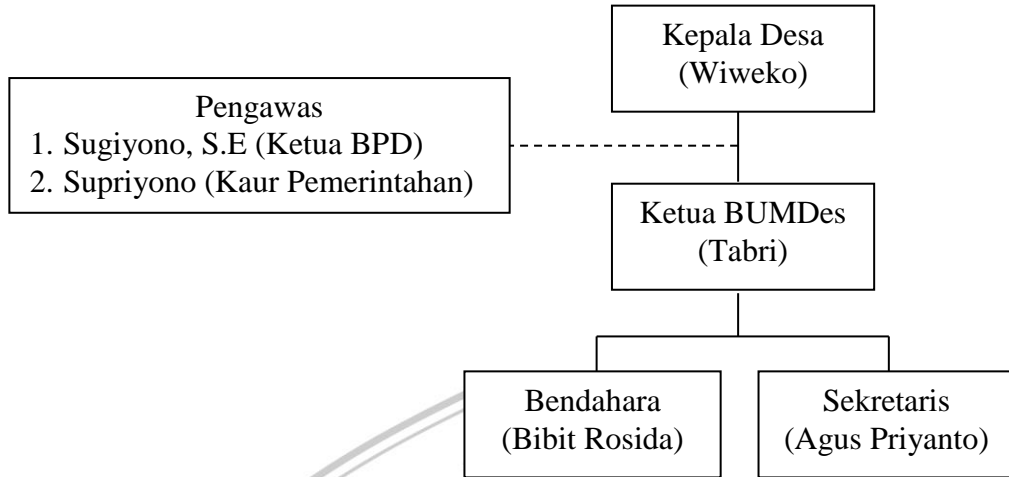 Kepala Desa
(Wiweko)
Pengawas
1. Sugiyono, S.E (Ketua BPD)
2. Supriyono (Kaur Pemerintahan)
Ketua BUMDes
(Tabri)
Bendahara
(Bibit Rosida)
Sekretaris
(Agus Priyanto)